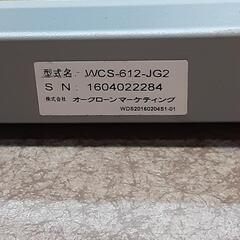 型式名 WCS-612-JG2
S N: 1604022284
株式会社 オークローンマーケティング
WDS20160204S1-01